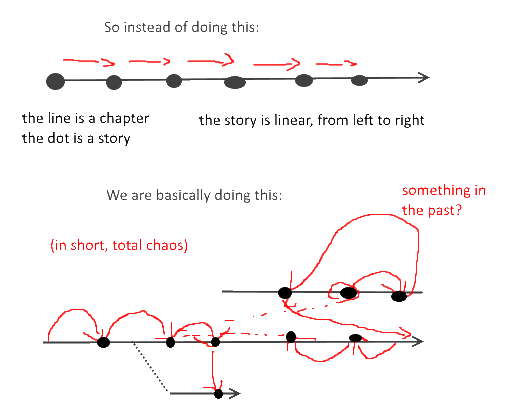 So instead of doing this:
the line is a chapter
the dot is a story
the story is linear, from left to right
We are basically doing this:
something in
the past?
(in short, total chaos)